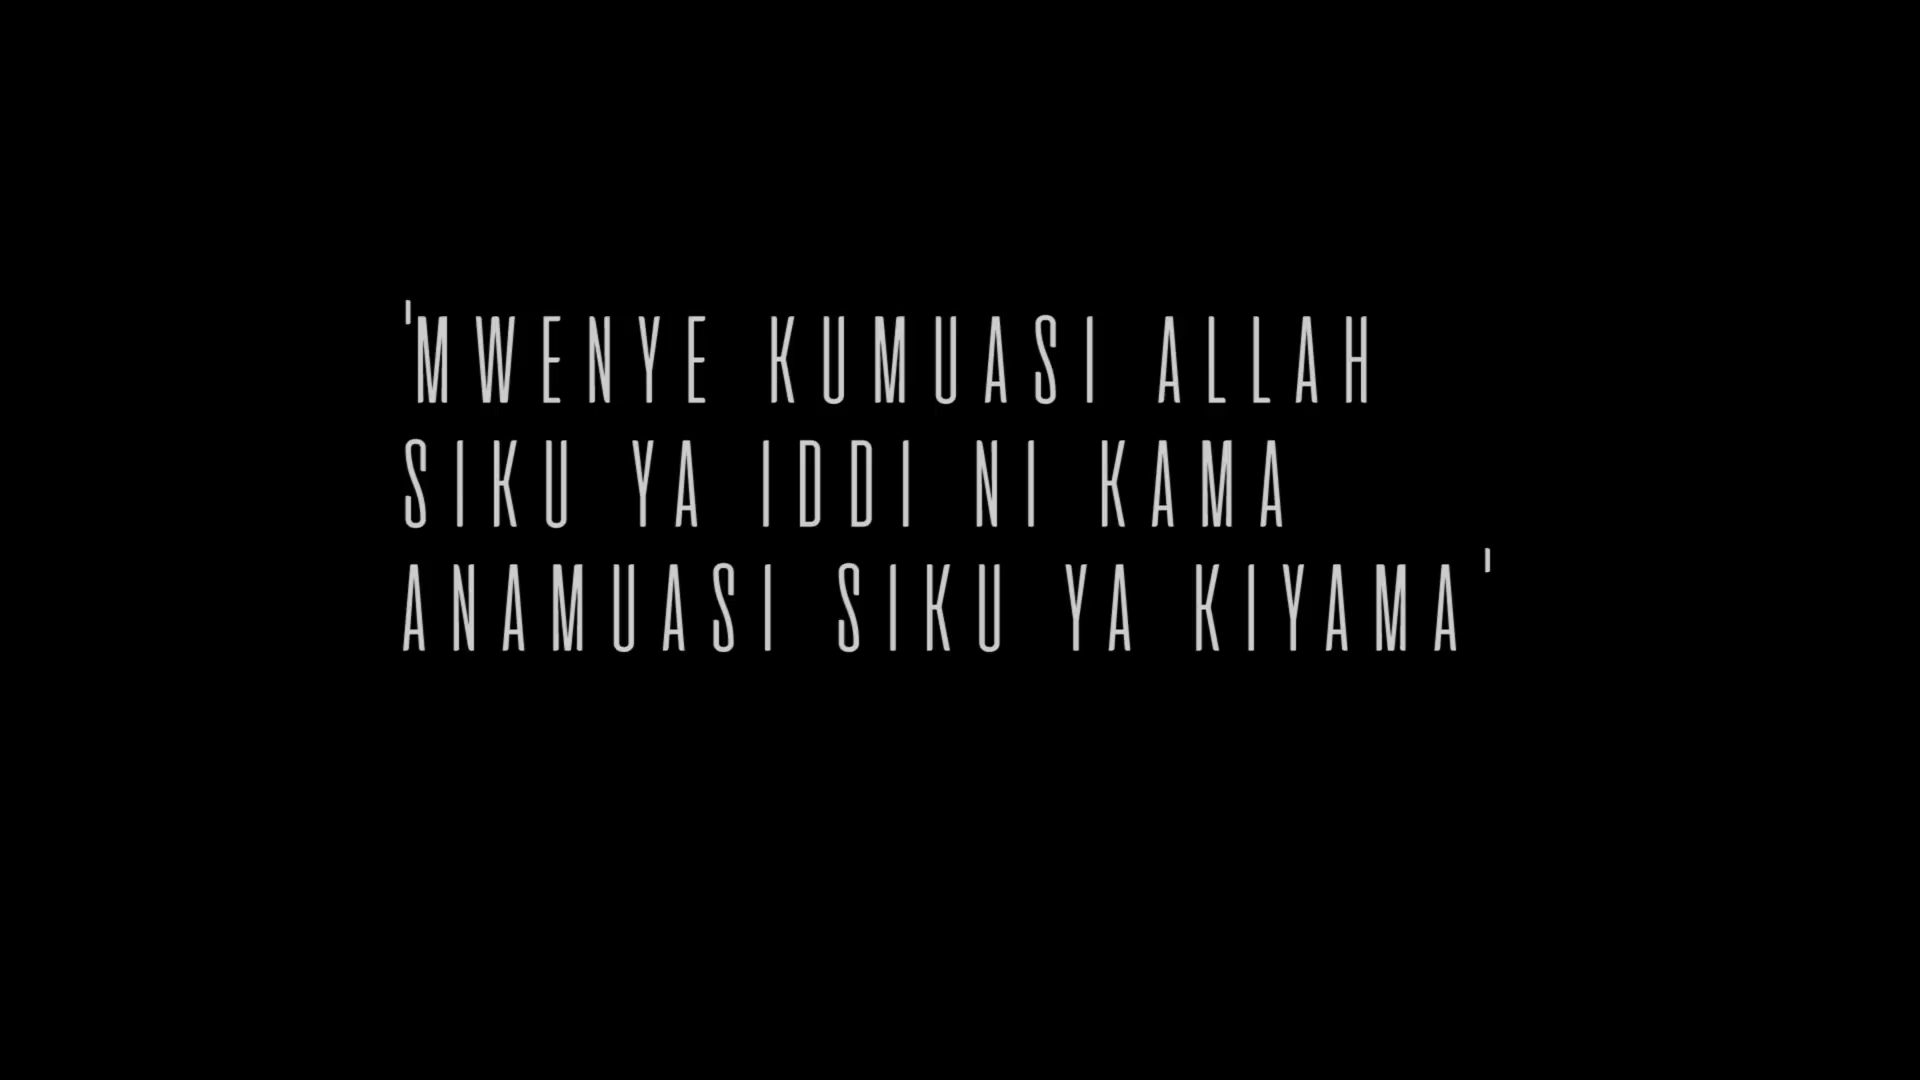 'MWENYE KUMUASI ALLAH
SIKU YA IDDI NI KAMA
ANAMUASI SIKU YA KIYAMA'